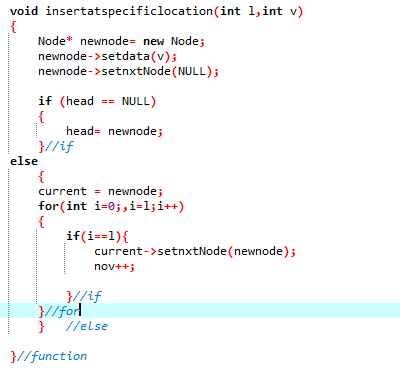 void insertatspecificlocation(int l,int v)
{
Node* newnode= new Node;
newnode->setdata(v);
newnode->setnxtNode(NULL);
if (head == NULL)
{
head= newnode;
}//if
else
{
current = newnode;
for(int i=0;,i=l;i++)
{
if(i==l){
current->setnxtNode(newnode);
nov++;
}//if
}//for
} //else
}//function